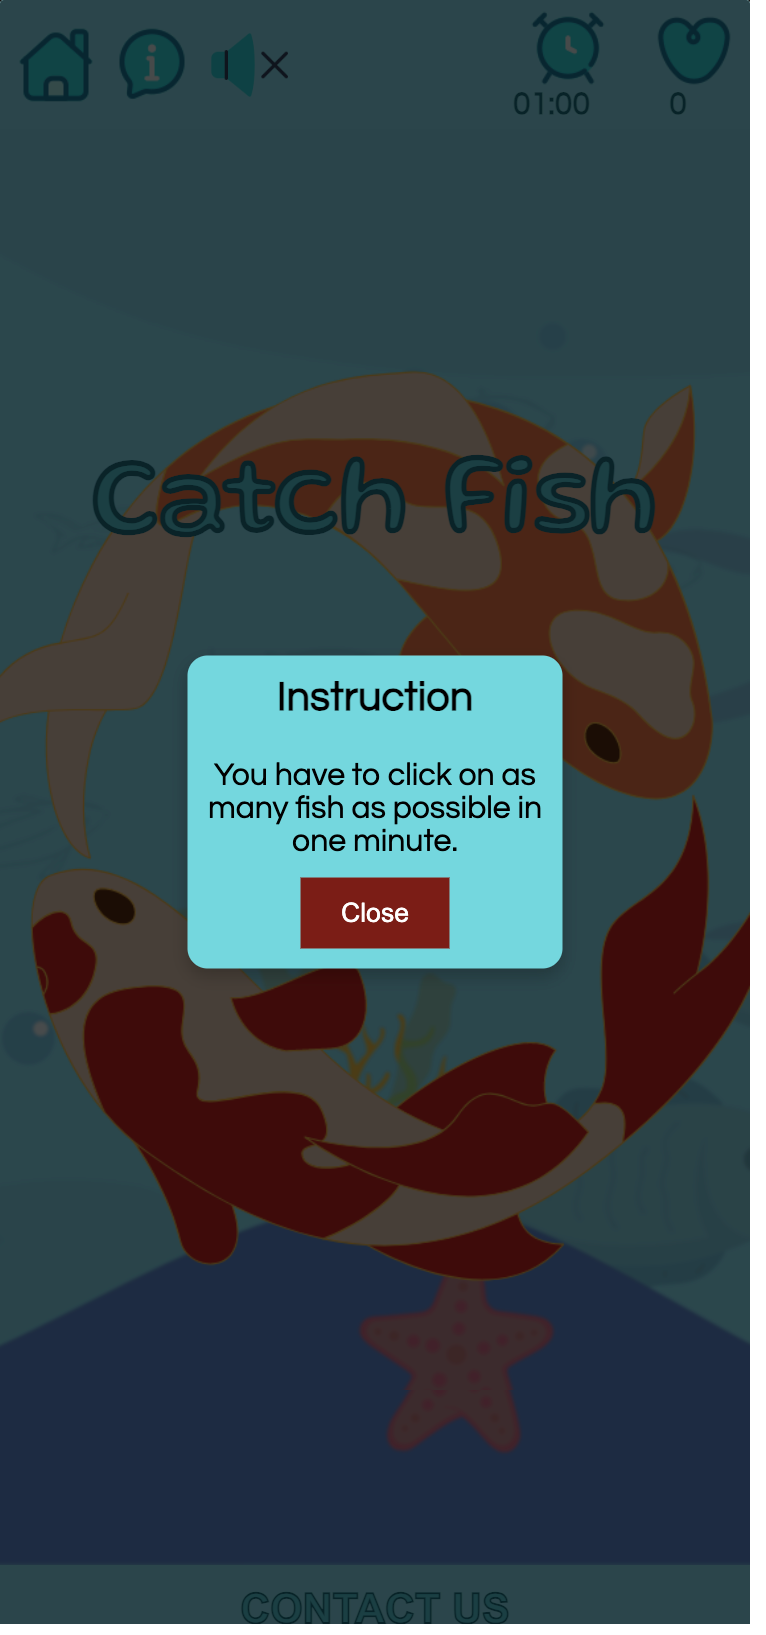 01:00
0
Catch Fish
Instruction
You have to click on as
many fish as possible in
one minute.
Close
CONTACT US